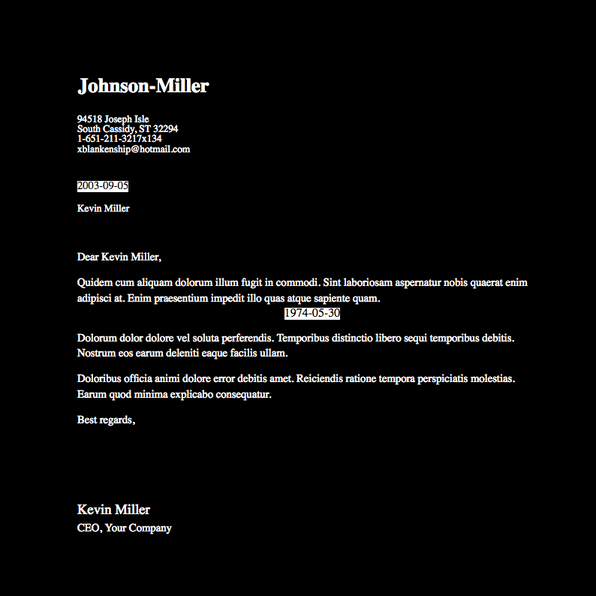 Johnson-Miller
94518 Joseph Isle
South Cassidy, ST 32294
1-651-211-3217x134
xblankenship@hotmail.com
2003-09-05
Kevin Miller
Dear Kevin Miller,
Quidem cum aliquam dolorum illum fugit in commodi. Sint laboriosam aspernatur nobis quaerat enim
adipisci at. Enim praesentium impedit illo quas atque sapiente quam.
1974-05-30
Dolorum dolor dolore vel soluta perferendis. Temporibus distinctio libero sequi temporibus debitis.
Nostrum eos earum deleniti eaque facilis ullam.
Doloribus officia animi dolore error debitis amet. Reiciendis ratione tempora perspiciatis molestias.
Earum quod minima explicabo consequatur.
Best regards,
Kevin Miller
CEO, Your Company